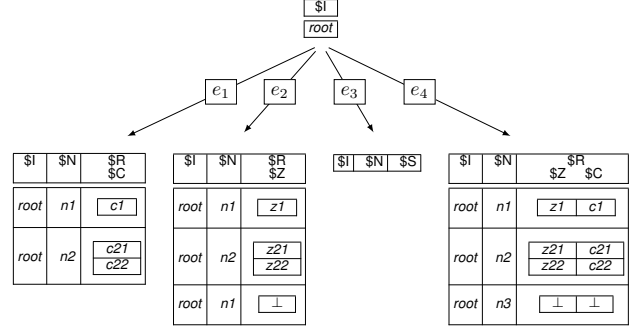 $I
root
e1 e2 e3 e4
$I $N $R $C
root n1 c1
root n2 c21 c22
$I $N $R $Z
root n1 z1
root n2 z21 z22
root n1 ⊥
$I $N $S
$I $N $R $Z $C
root n1 z1 c1
root n2 z21 c21 z22 c22
root n3 ⊥ ⊥